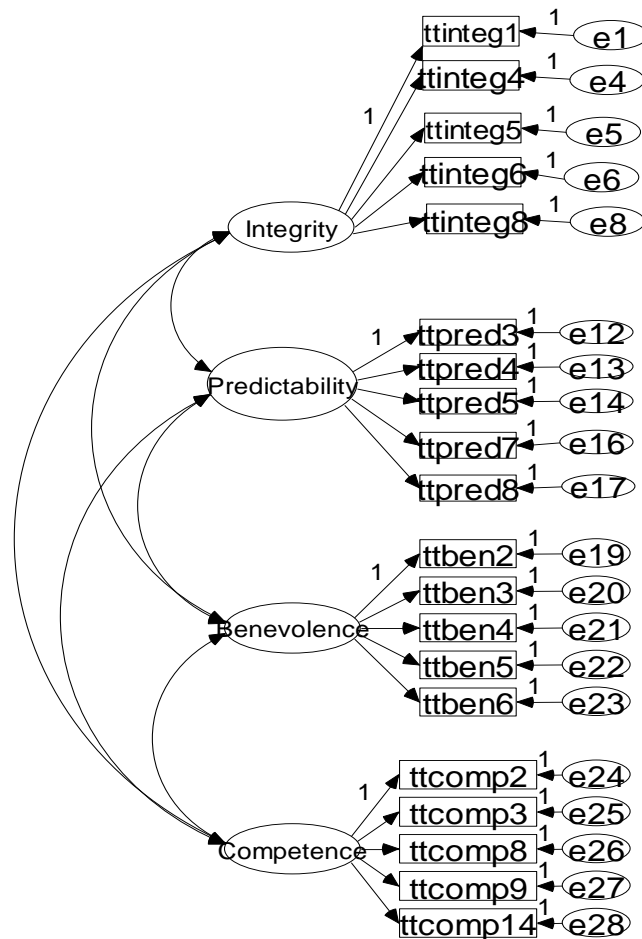 1
ttinteg1
e1
1
ttinteg4
e4
1
1
ttinteg5
e5
1
ttinteg6
e6
1
ttinteg8
e8
Integrity
1
ttpred3
1
e12
ttpred4
1
e13
ttpred5
1
e14
ttpred7
1
e16
ttpred8
1
e17
Predictability
1
ttben2
1
e19
ttben3
1
e20
ttben4
1
e21
ttben5
1
e22
ttben6
1
e23
Benevolence
1
ttcomp2
1
e24
ttcomp3
1
e25
ttcomp8
1
e26
ttcomp9
1
e27
ttcomp14
1
e28
Competence